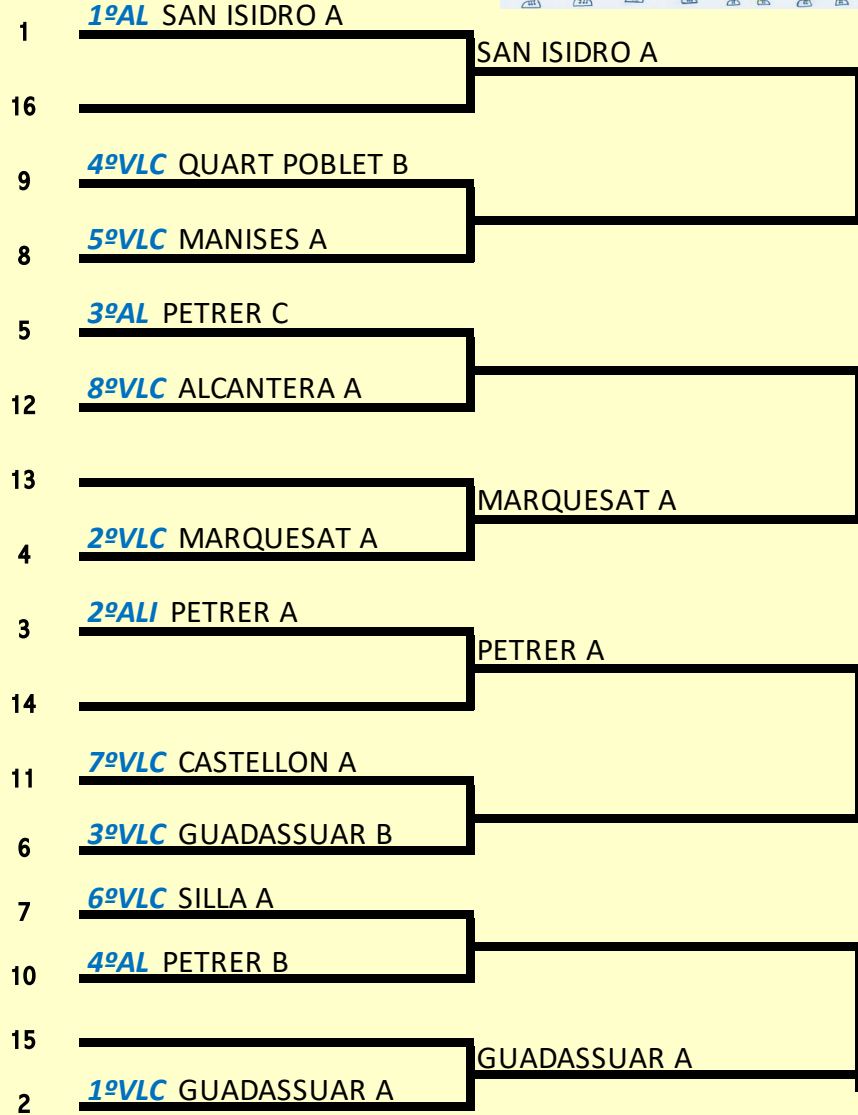 1 1ºAL SAN ISIDRO A
SAN ISIDRO A
16
9 4ºVLC QUART POBLET B
8 5ºVLC MANISES A
5 3ºAL PETRER C
12 8ºVLC ALCANTERA A
13
MARQUESAT A
4 2ºVLC MARQUESAT A
3 2ºALI PETRER A
PETRER A
14
11 7ºVLC CASTELLON A
6 3ºVLC GUADASSUAR B
7 6ºVLC SILLA A
10 4ºAL PETRER B
15
GUADASSUAR A
2 1ºVLC GUADASSUAR A